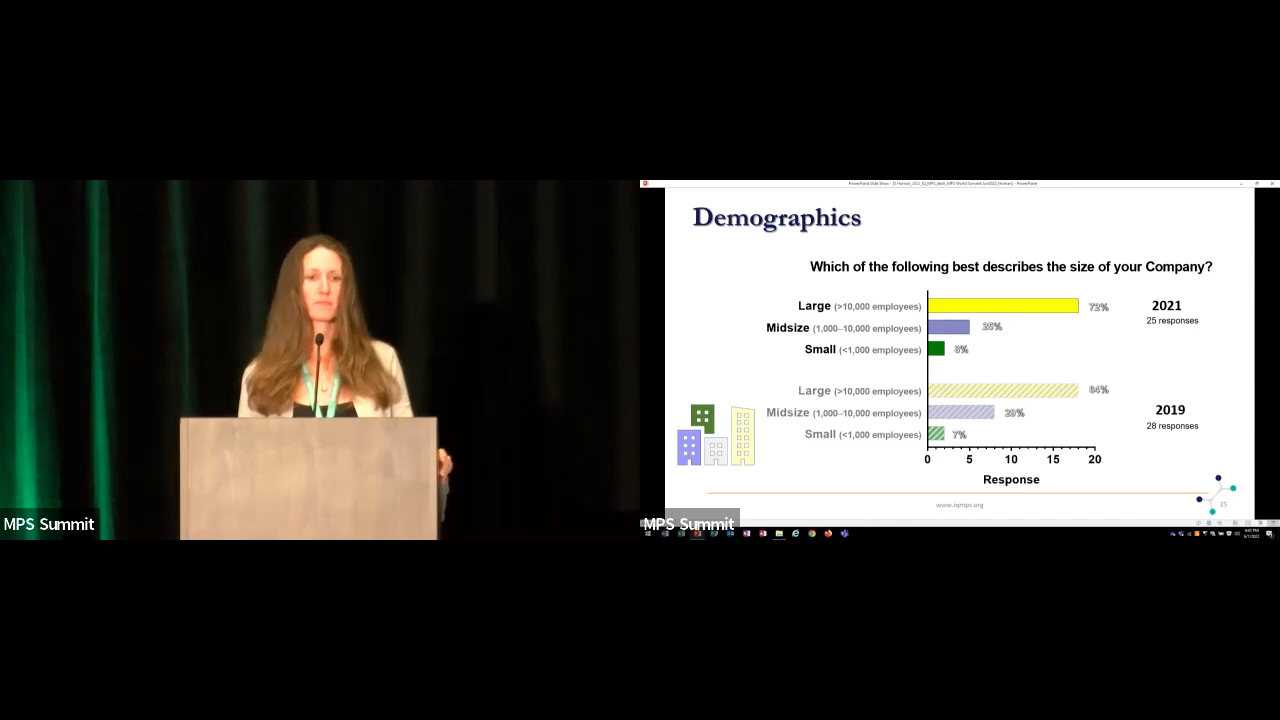 Demographics
Which of the following best describes the size of your Company?
Large (>10,000 employees) 72%
Midsize (1,000–10,000 employees) 25%
Small (<1,000 employees) 8%
2021
25 responses
Large (>10,000 employees) 64%
Midsize (1,000–10,000 employees) 29%
Small (<1,000 employees) 7%
2019
28 responses
0 5 10 15 20
Response
www.iqmps.org
25
MPS Summit
MPS Summit